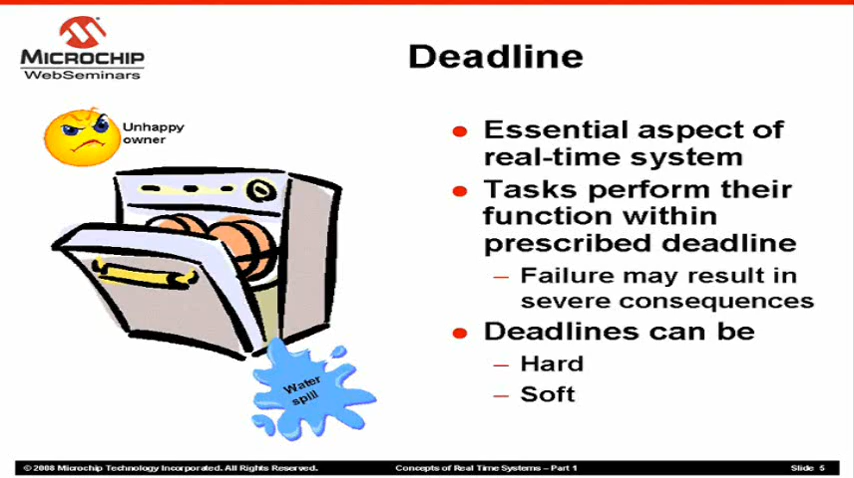 MICROCHIP
WebSeminars
Deadline
Unhappy
owner
Water
spill
• Essential aspect of
real-time system
• Tasks perform their
function within
prescribed deadline
– Failure may result in
severe consequences
• Deadlines can be
– Hard
– Soft
© 2008 Microchip Technology Incorporated. All Rights Reserved. Concepts of Real Time Systems – Part 1 Slide 5